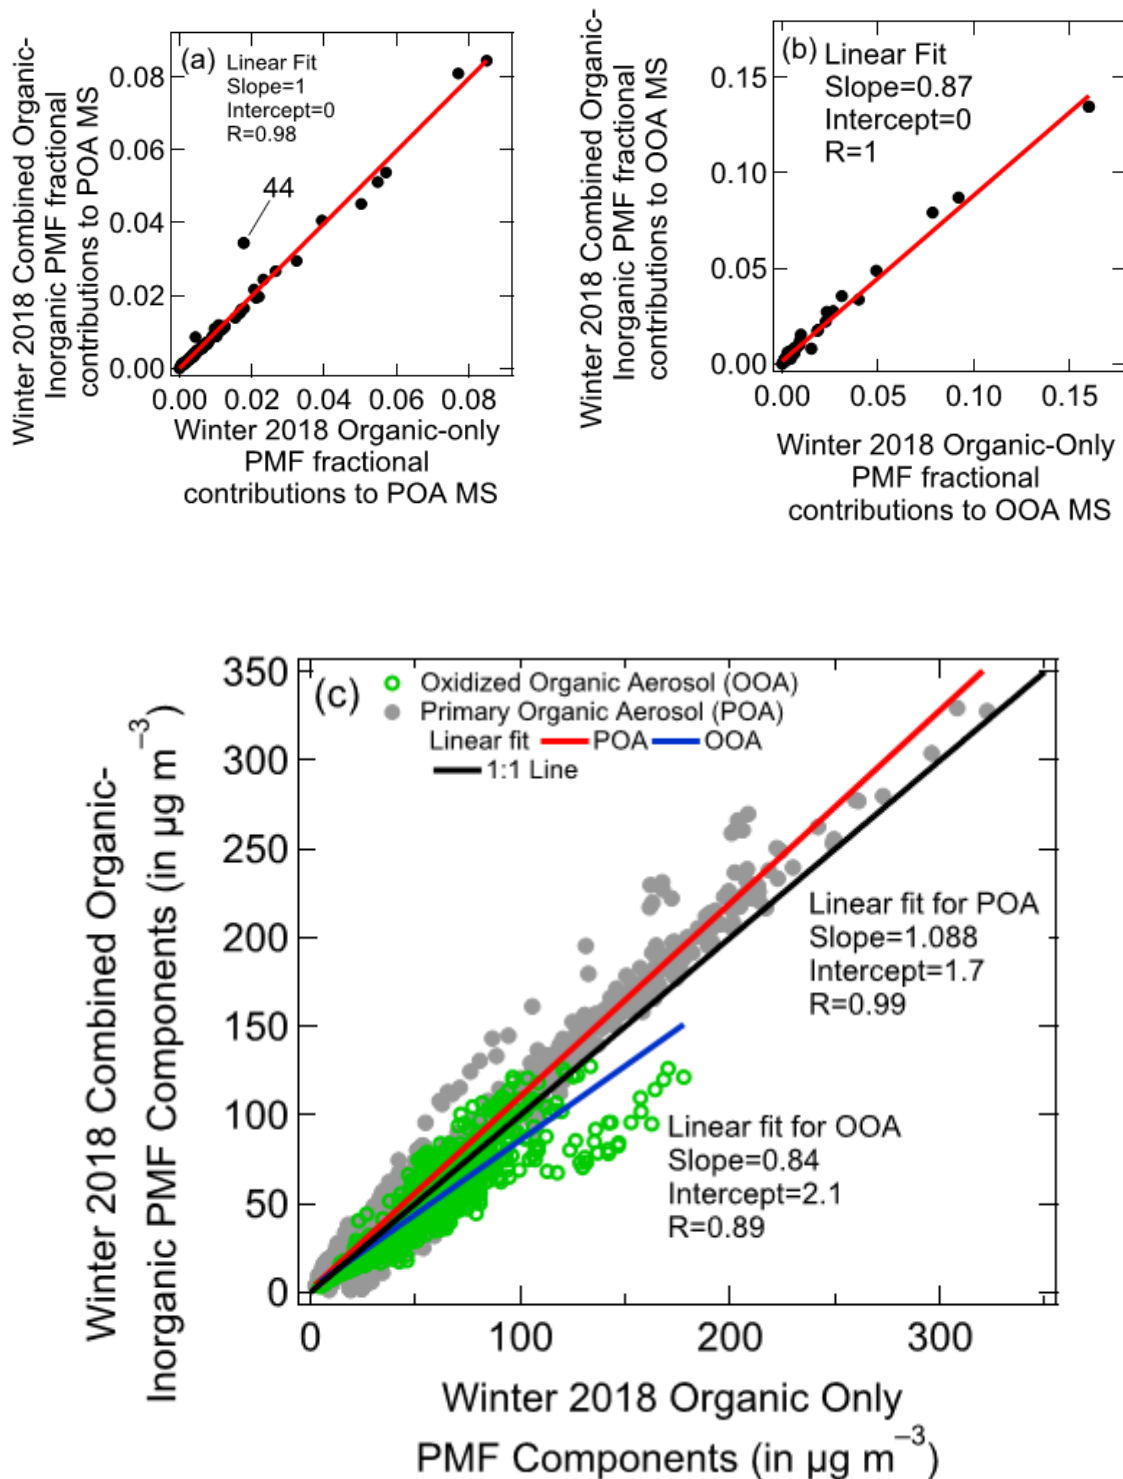 Winter 2018 Combined Organic-
Inorganic PMF fractional
contributions to POA MS
(a)
Linear Fit
Slope=1
Intercept=0
R=0.98
44
0.08
0.06
0.04
0.02
0.00
0.00 0.02 0.04 0.06 0.08
Winter 2018 Organic-only
PMF fractional
contributions to POA MS
Winter 2018 Combined Organic-
Inorganic PMF fractional
contributions to OOA MS
(b)
Linear Fit
Slope=0.87
Intercept=0
R=1
0.15
0.10
0.05
0.00
0.00 0.05 0.10 0.15
Winter 2018 Organic-Only
PMF fractional
contributions to OOA MS
Winter 2018 Combined Organic-
Inorganic PMF Components (in µg m⁻³)
(c)
Oxidized Organic Aerosol (OOA)
Primary Organic Aerosol (POA)
Linear fit POA OOA
1:1 Line
350
300
250
200
150
100
50
0
Linear fit for POA
Slope=1.088
Intercept=1.7
R=0.99
Linear fit for OOA
Slope=0.84
Intercept=2.1
R=0.89
0 100 200 300
Winter 2018 Organic Only
PMF Components (in µg m⁻³)